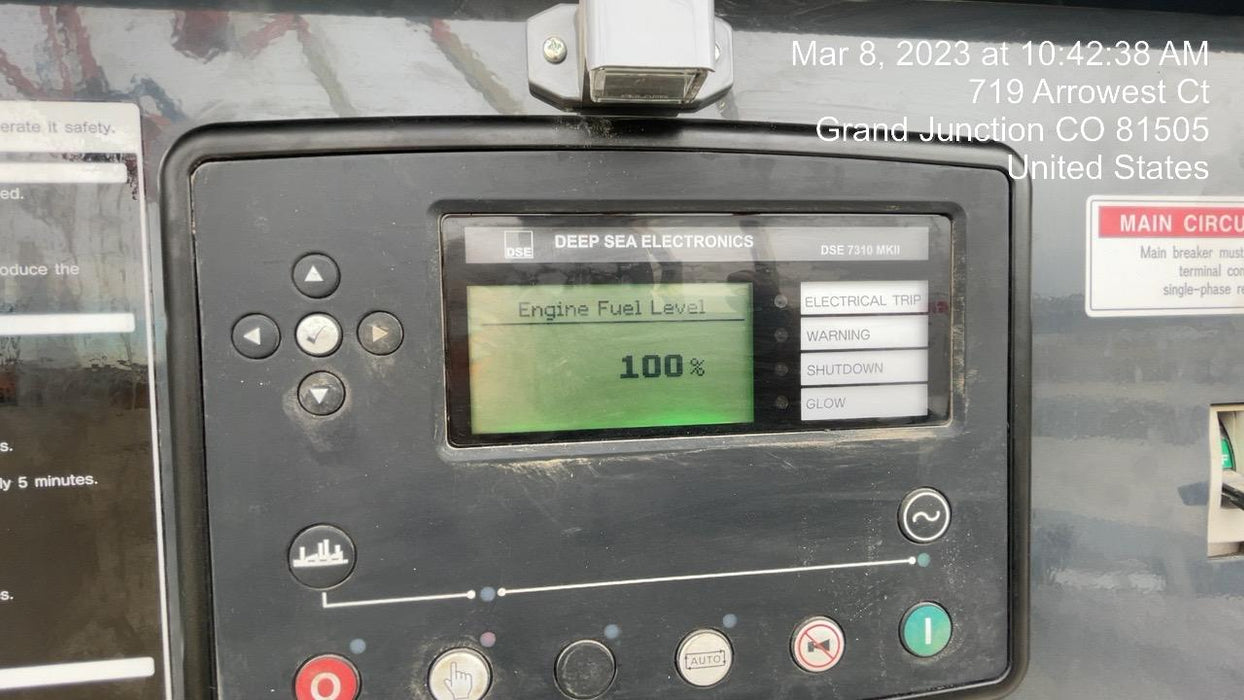 Mar 8, 2023 at 10:42:38 AM
719 Arrowest Ct
Grand Junction CO 81505
United States
erate it safety.
ed.
oduce the
s.
ly 5 minutes.
s.
MAIN CIRCU
Main breaker must
terminal con
single-phase re
DSE
DEEP SEA ELECTRONICS
DSE 7310 MKII
Engine Fuel Level
100%
ELECTRICAL TRIP
WARNING
SHUTDOWN
GLOW
AUTO